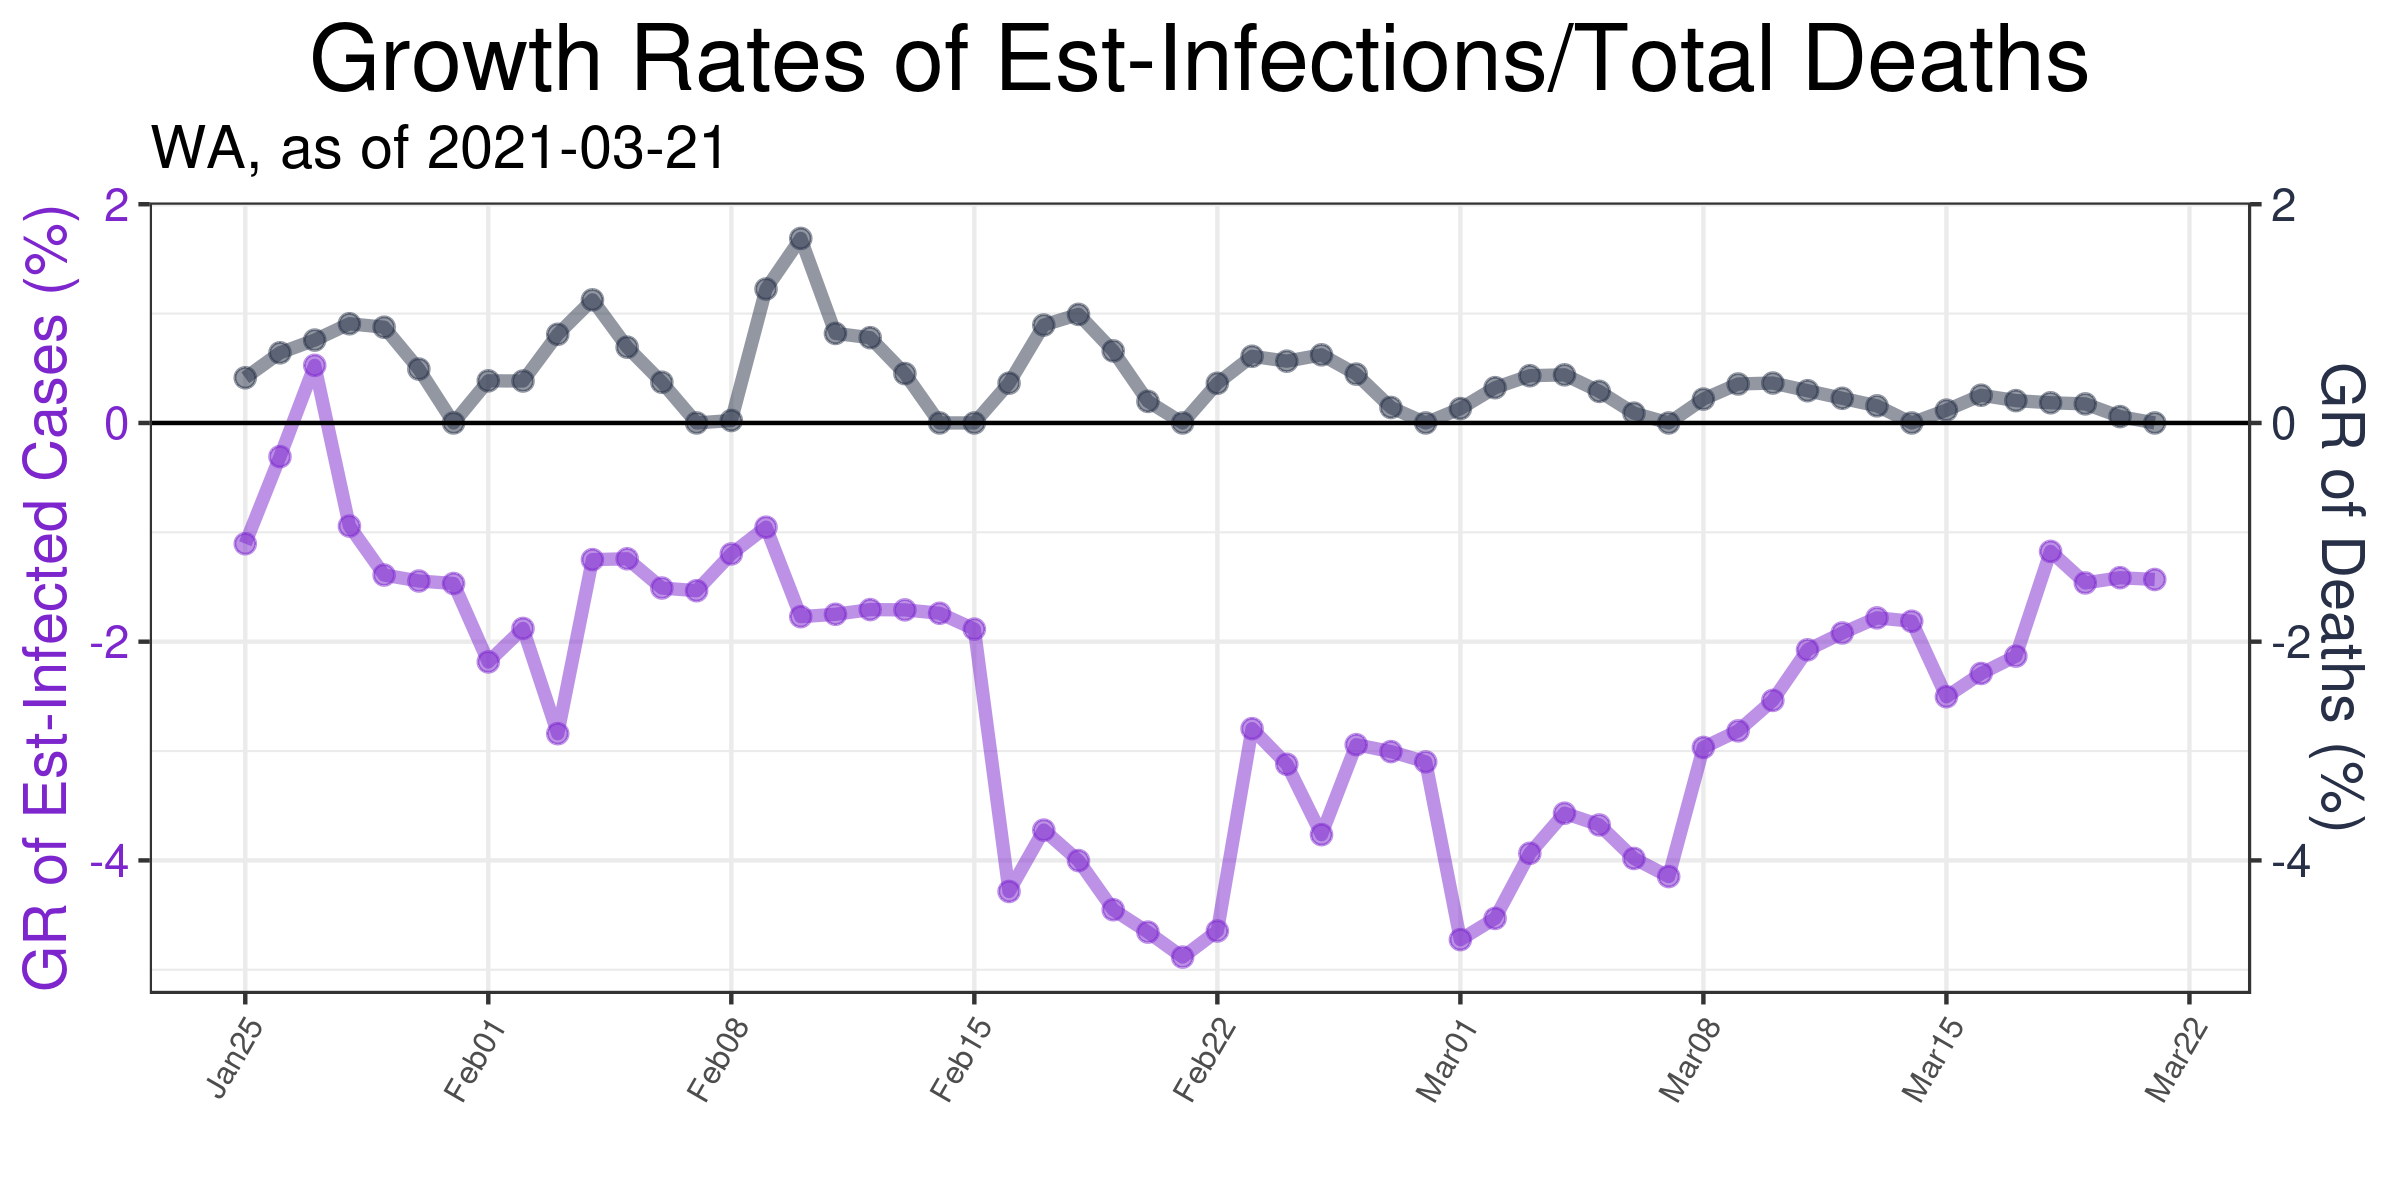 Growth Rates of Est-Infections/Total Deaths
WA, as of 2021-03-21
GR of Est-Infected Cases (%)
2
0
-2
-4
2
0
-2
-4
GR of Deaths (%)
Jan25
Feb01
Feb08
Feb15
Feb22
Mar01
Mar08
Mar15
Mar22